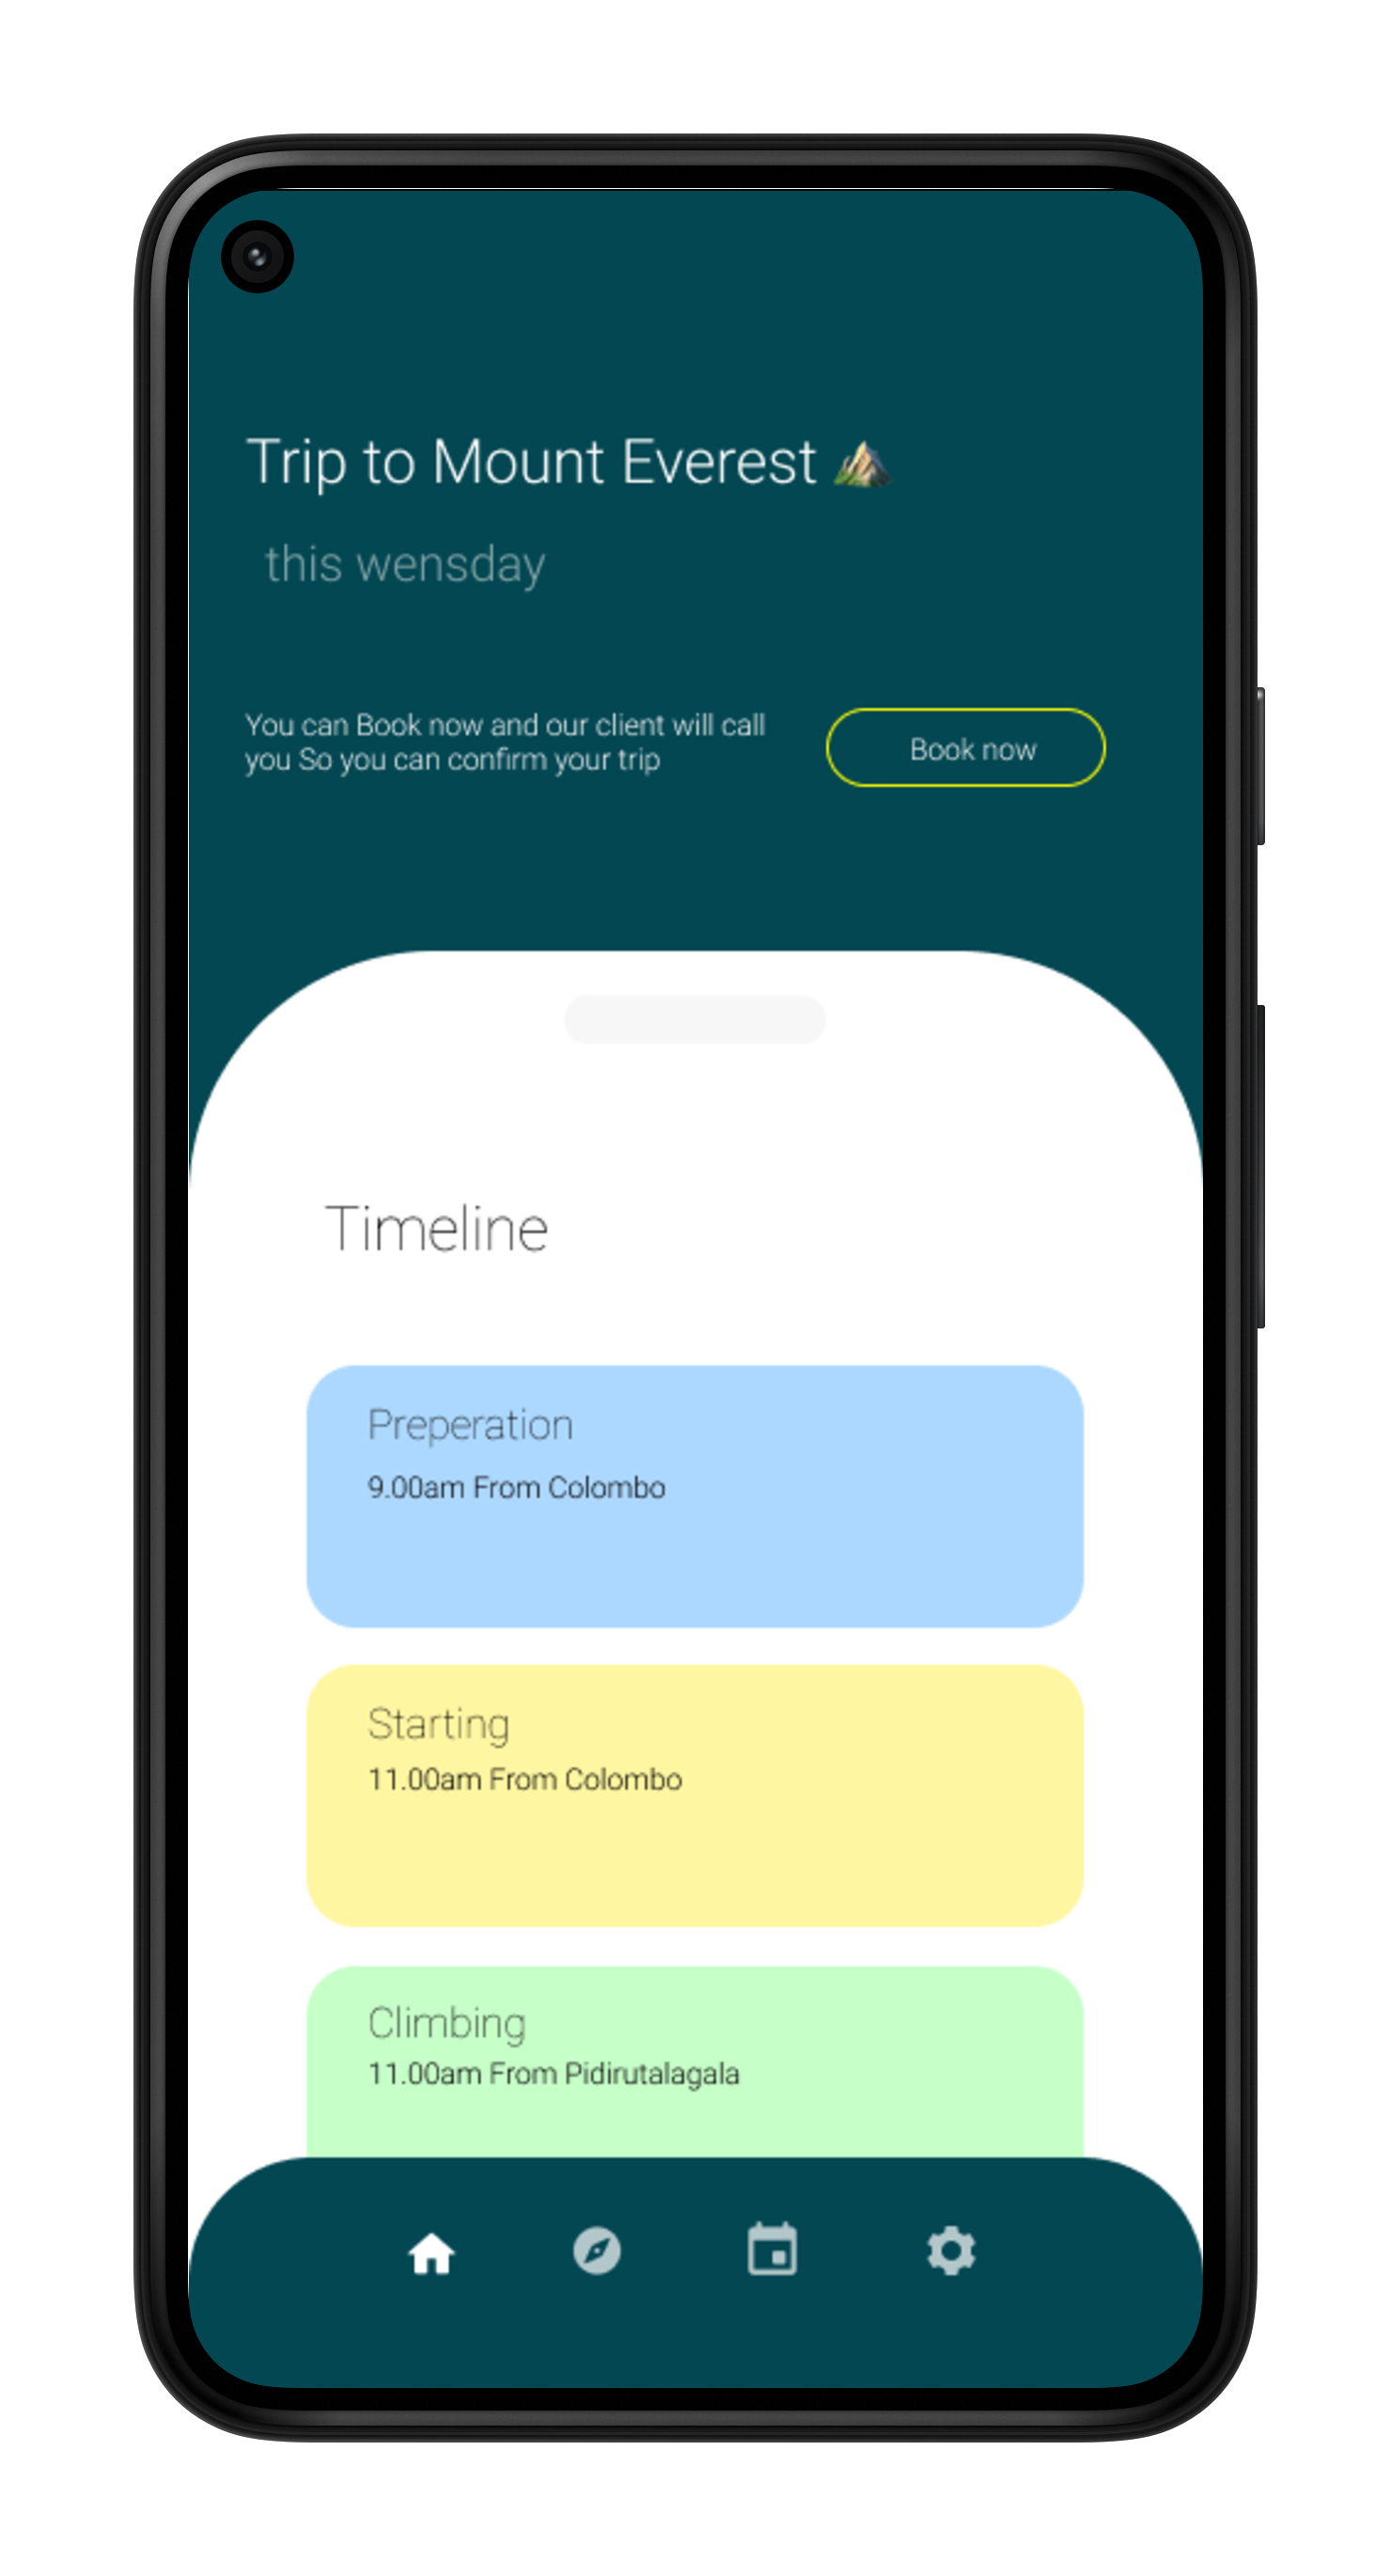 Trip to Mount Everest ⛰️
this wensday
You can Book now and our client will call
you So you can confirm your trip
Book now
Timeline
Preperation
9.00am From Colombo
Starting
11.00am From Colombo
Climbing
11.00am From Pidirutalagala